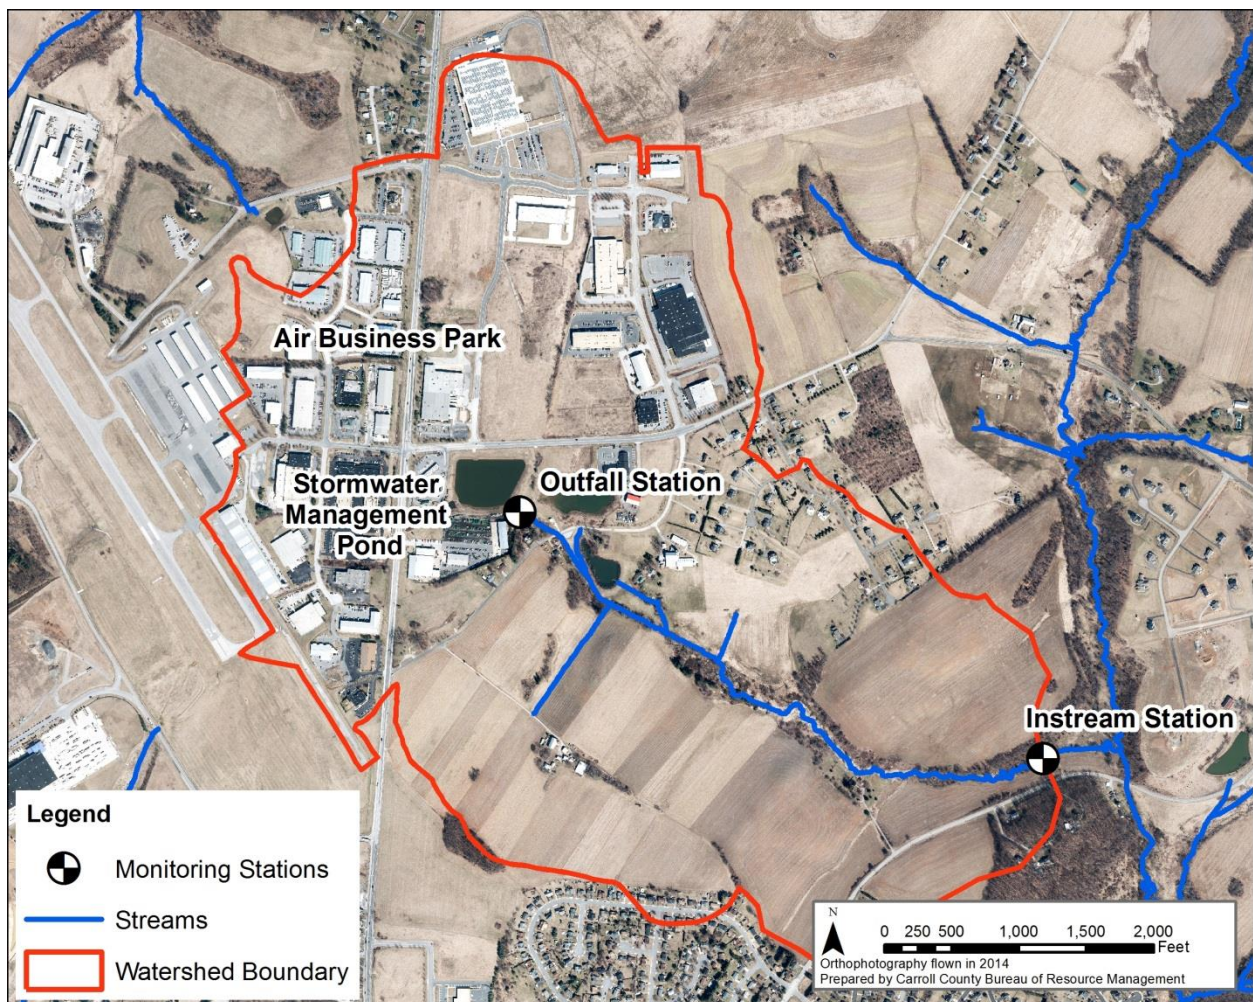 Air Business Park
Stormwater
Management
Pond
Outfall Station
Instream Station
Legend
Monitoring Stations
Streams
Watershed Boundary
N
0 250 500 1,000 1,500 2,000
Feet
Orthophotography flown in 2014
Prepared by Carroll County Bureau of Resource Management